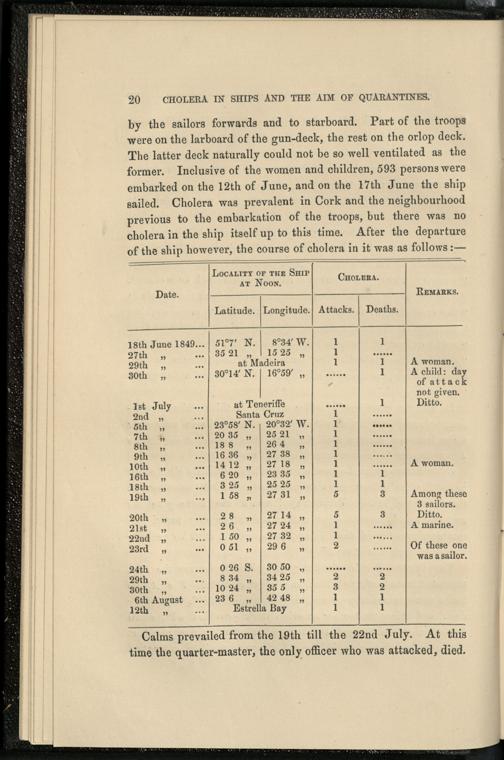 20 CHOLERA IN SHIPS AND THE AIM OF QUARANTINES.
by the sailors forwards and to starboard. Part of the troops
were on the larboard of the gun-deck, the rest on the orlop deck.
The latter deck naturally could not be so well ventilated as the
former. Inclusive of the women and children, 593 persons were
embarked on the 12th of June, and on the 17th June the ship
sailed. Cholera was prevalent in Cork and the neighbourhood
previous to the embarkation of the troops, but there was no
cholera in the ship itself up to this time. After the departure
of the ship however, the course of cholera in it was as follows :—
Date. LOCALITY OF THE SHIP AT NOON. CHOLERA. REMARKS.
Latitude. Longitude. Attacks. Deaths.
18th June 1849... 51°7′ N. 8°34′ W. 1 1
27th „ ... 35 21 „ 15 25 „ 1 ......
29th „ ... at Madeira 1 1 A woman.
30th „ ... 30°14′ N. 16°59′ „ ...... 1 A child: day
of attack
not given.
1st July ... at Teneriffe ...... 1 Ditto.
2nd „ ... Santa Cruz 1 ......
5th „ ... 23°58′ N. 20°32′ W. 1 ......
7th „ ... 20 35 „ 25 21 „ 1 ......
8th „ ... 18 8 „ 26 4 „ 1 ......
9th „ ... 16 36 „ 27 38 „ 1 ......
10th „ ... 14 12 „ 27 18 „ 1 ...... A woman.
16th „ ... 6 20 „ 23 35 „ 1 1
18th „ ... 3 25 „ 25 25 „ 1 1
19th „ ... 1 58 „ 27 31 „ 5 3 Among these
3 sailors.
20th „ ... 2 8 „ 27 14 „ 5 3 Ditto.
21st „ ... 2 6 „ 27 24 „ 1 ...... A marine.
22nd „ ... 1 50 „ 27 32 „ 1 ......
23rd „ ... 0 51 „ 29 6 „ 2 ...... Of these one
was a sailor.
24th „ ... 0 26 S. 30 50 „ ...... ......
29th „ ... 8 34 „ 34 25 „ 2 2
30th „ ... 10 24 „ 35 5 „ 3 2
6th August ... 23 6 „ 42 48 „ 1 1
12th „ ... Estrella Bay 1 1
Calms prevailed from the 19th till the 22nd July. At this
time the quarter-master, the only officer who was attacked, died.